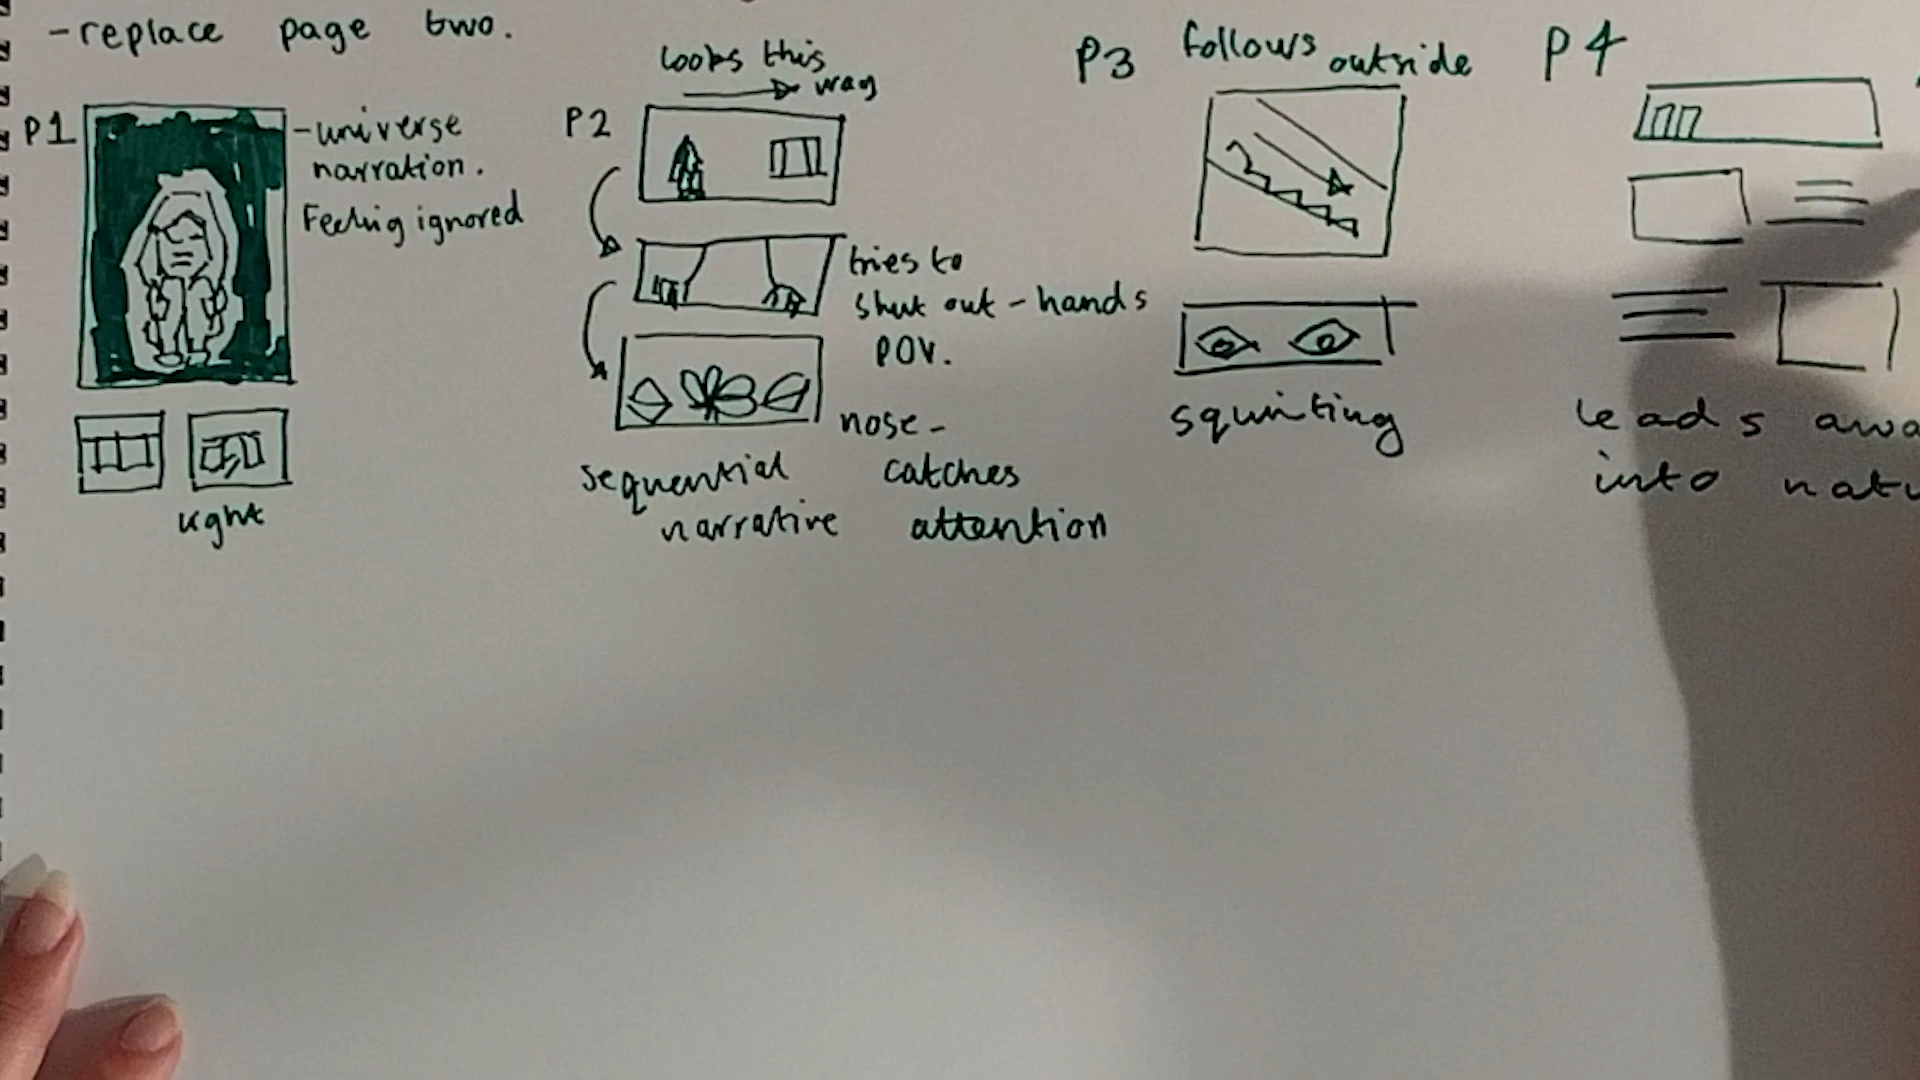 -replace page two.
P1
-universe
narration.
Feeling ignored
light
P2
looks this
way
tries to
shut out - hands
POV.
nose -
catches
attention
sequential
narrative
P3 follows outside
squinting
P4
leads
into